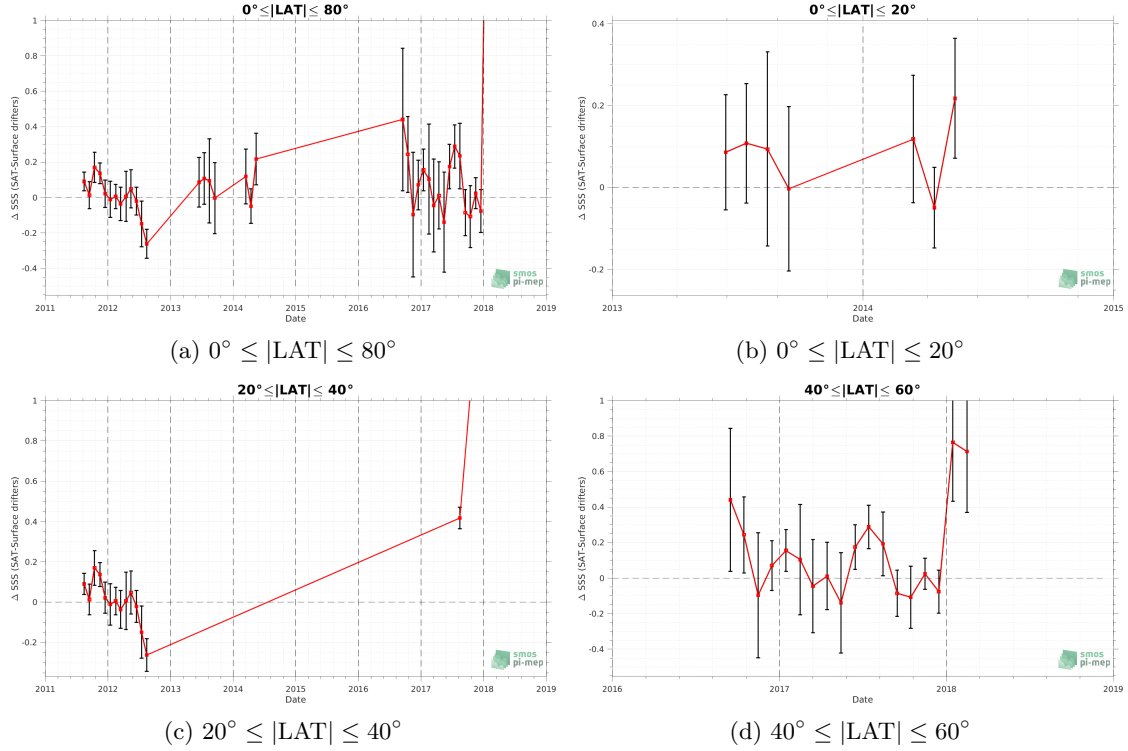 0°≤|LAT|≤ 80°
Δ SSS (SAT-Surface drifters)
1
0.8
0.6
0.4
0.2
0
-0.2
-0.4
2011 2012 2013 2014 2015 2016 2017 2018 2019
Date
smos
pi-mep
(a) 0° ≤ |LAT| ≤ 80°
0°≤|LAT|≤ 20°
Δ SSS (SAT-Surface drifters)
0.4
0.2
0
-0.2
2013 2014 2015
Date
smos
pi-mep
(b) 0° ≤ |LAT| ≤ 20°
20°≤|LAT|≤ 40°
Δ SSS (SAT-Surface drifters)
1
0.8
0.6
0.4
0.2
0
-0.2
2011 2012 2013 2014 2015 2016 2017 2018 2019
Date
smos
pi-mep
(c) 20° ≤ |LAT| ≤ 40°
40°≤|LAT|≤ 60°
Δ SSS (SAT-Surface drifters)
1
0.8
0.6
0.4
0.2
0
-0.2
-0.4
2016 2017 2018 2019
Date
smos
pi-mep
(d) 40° ≤ |LAT| ≤ 60°